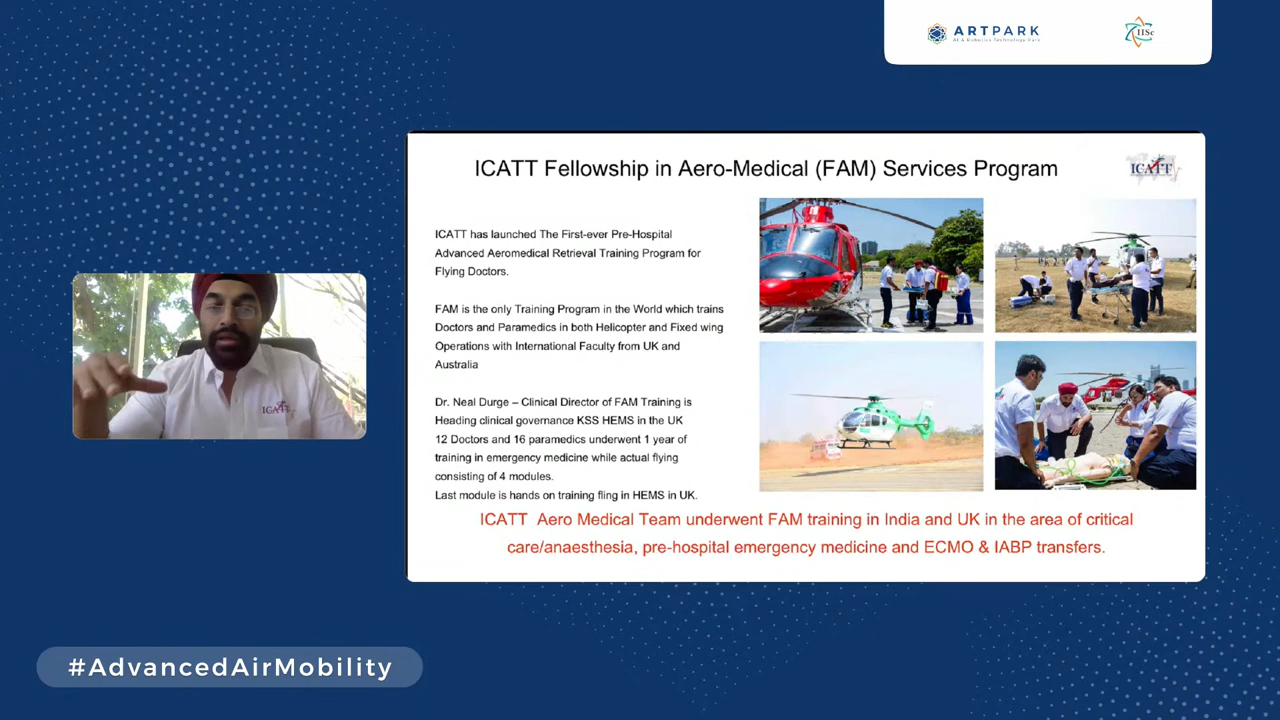 ARTPARK
AI & Robotics Technology Park
IISc
ICATT Fellowship in Aero-Medical (FAM) Services Program
ICATT
ICATT has launched The First-ever Pre-Hospital
Advanced Aeromedical Retrieval Training Program for
Flying Doctors.
FAM is the only Training Program in the World which trains
Doctors and Paramedics in both Helicopter and Fixed wing
Operations with International Faculty from UK and
Australia
Dr. Neal Durge – Clinical Director of FAM Training is
Heading clinical governance KSS HEMS in the UK
12 Doctors and 16 paramedics underwent 1 year of
training in emergency medicine while actual flying
consisting of 4 modules.
Last module is hands on training fling in HEMS in UK.
ICATT Aero Medical Team underwent FAM training in India and UK in the area of critical
care/anaesthesia, pre-hospital emergency medicine and ECMO & IABP transfers.
ICATT
#AdvancedAirMobility